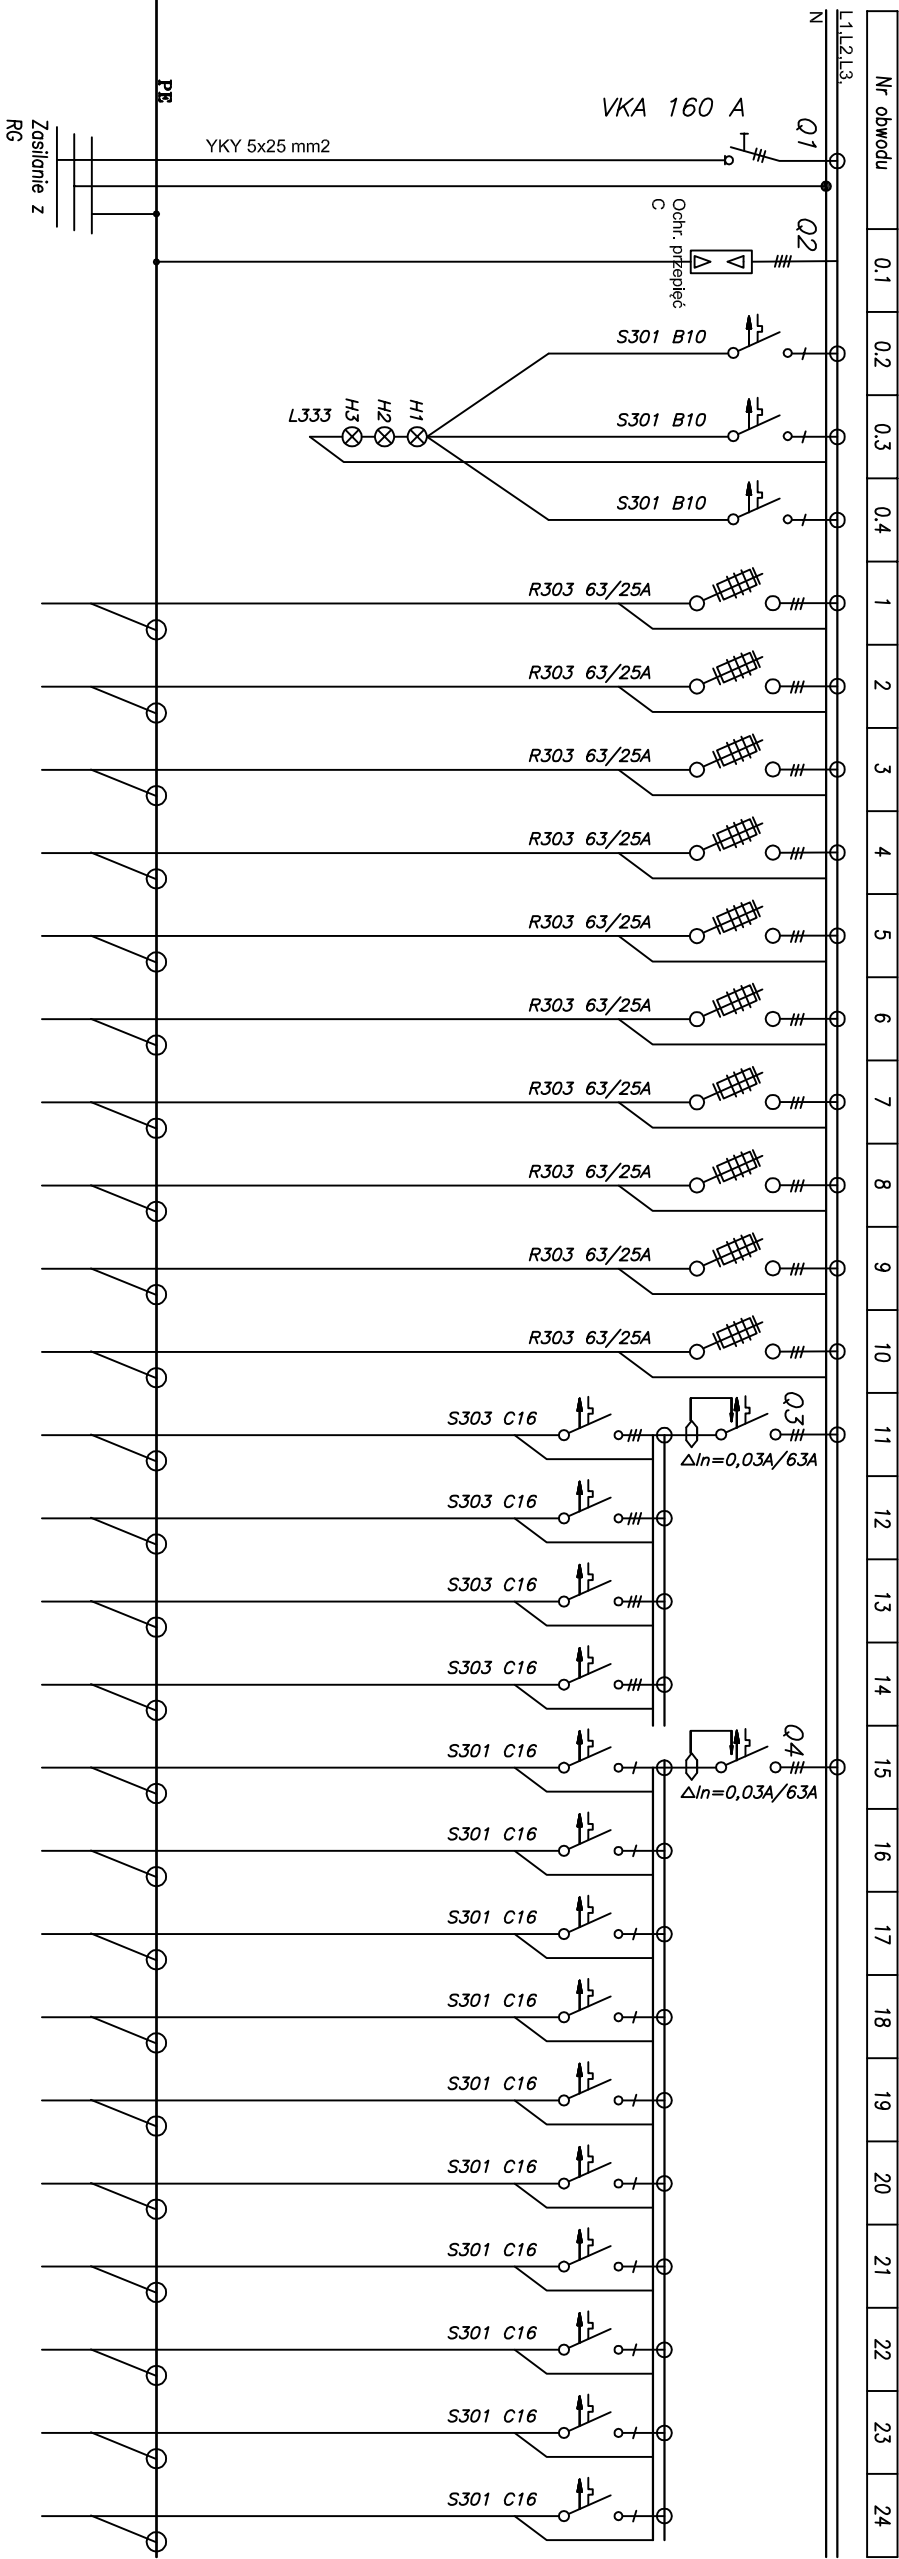 Nr obwodu
0.1
0.2
0.3
0.4
1
2
3
4
5
6
7
8
9
10
11
12
13
14
15
16
17
18
19
20
21
22
23
24
L1,L2,L3,
N
Q1
VKA 160 A
YKY 5x25 mm2
PE
Zasilanie z
RG
Q2
Ochr. przepięć
C
S301 B10
S301 B10
S301 B10
H1
H2
H3
L333
R303 63/25A
R303 63/25A
R303 63/25A
R303 63/25A
R303 63/25A
R303 63/25A
R303 63/25A
R303 63/25A
R303 63/25A
R303 63/25A
Q3
ΔIn=0,03A/63A
S303 C16
S303 C16
S303 C16
S303 C16
Q4
ΔIn=0,03A/63A
S301 C16
S301 C16
S301 C16
S301 C16
S301 C16
S301 C16
S301 C16
S301 C16
S301 C16
S301 C16